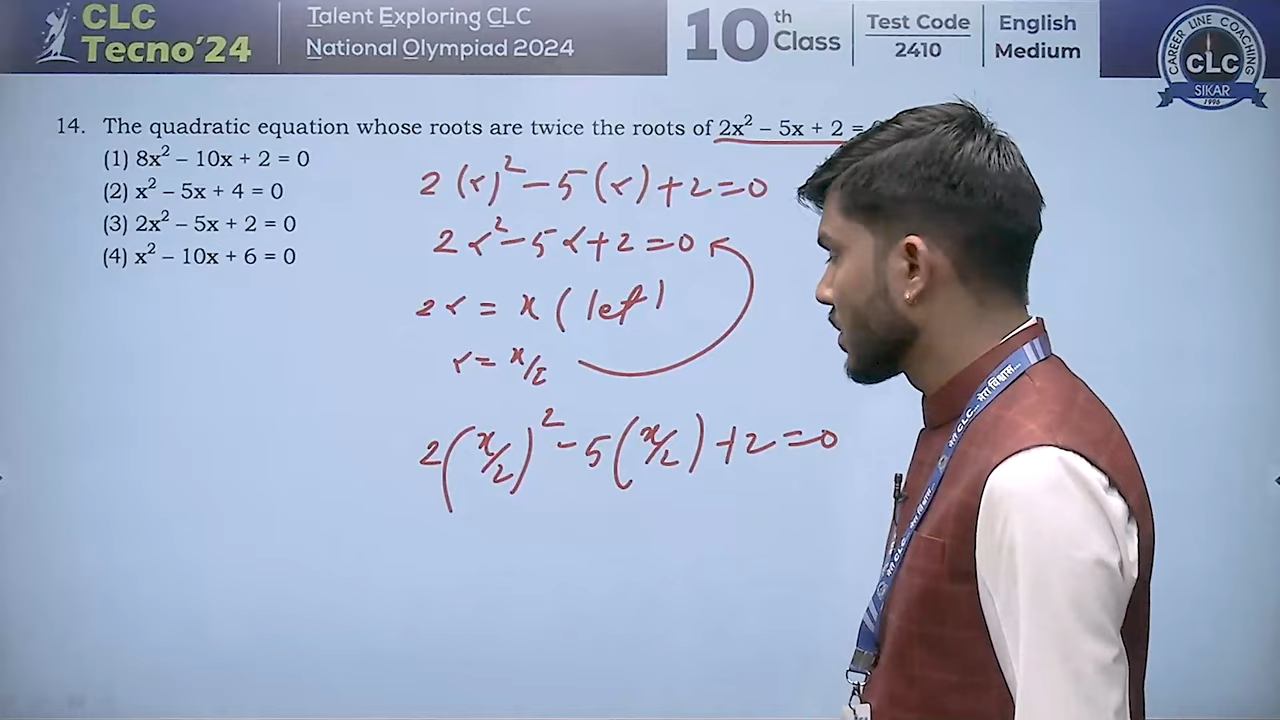 CLC
Tecno'24
Talent Exploring CLC
National Olympiad 2024
10th Class
Test Code
2410
English
Medium
CAREER LINE COACHING
CLC
SIKAR
1996
14. The quadratic equation whose roots are twice the roots of 2x² – 5x + 2 =
(1) 8x² – 10x + 2 = 0
(2) x² – 5x + 4 = 0
(3) 2x² – 5x + 2 = 0
(4) x² – 10x + 6 = 0
2(α)² – 5(α) + 2 = 0
2α² – 5α + 2 = 0
2α = x (let)
α = x/2
2(x/2)² – 5(x/2) + 2 = 0